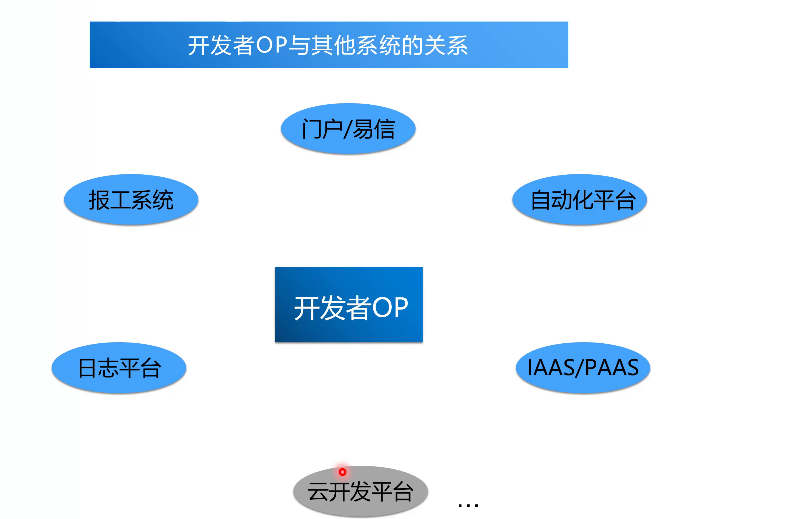 开发者OP与其他系统的关系
门户/易信
报工系统
自动化平台
开发者OP
日志平台
IAAS/PAAS
云开发平台
...